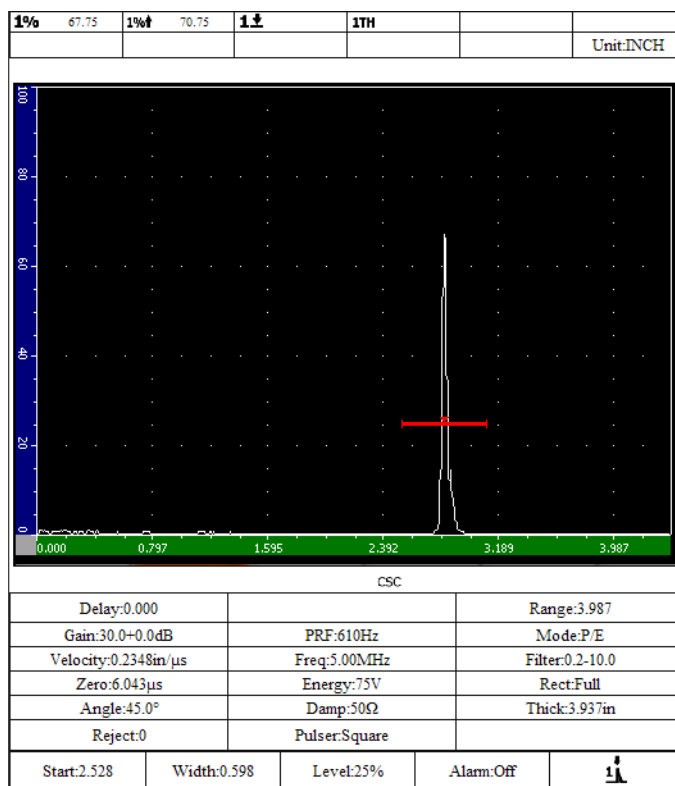 1% 67.75 1% 70.75 1 1TH
Unit:INCH
100
80
60
40
20
0
0.000 0.797 1.595 2.392 3.189 3.987
CSC
Delay:0.000 Range:3.987
Gain:30.0+0.0dB PRF:610Hz Mode:P/E
Velocity:0.2348in/µs Freq:5.00MHz Filter:0.2-10.0
Zero:6.043µs Energy:75V Rect:Full
Angle:45.0° Damp:50Ω Thick:3.937in
Reject:0 Pulser:Square
Start:2.528 Width:0.598 Level:25% Alarm:Off 1